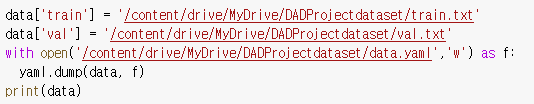 data['train'] = '/content/drive/MyDrive/DADProjectdataset/train.txt'
data['val'] = '/content/drive/MyDrive/DADProjectdataset/val.txt'
with open('/content/drive/MyDrive/DADProjectdataset/data.yaml','w') as f:
  yaml.dump(data, f)
print(data)